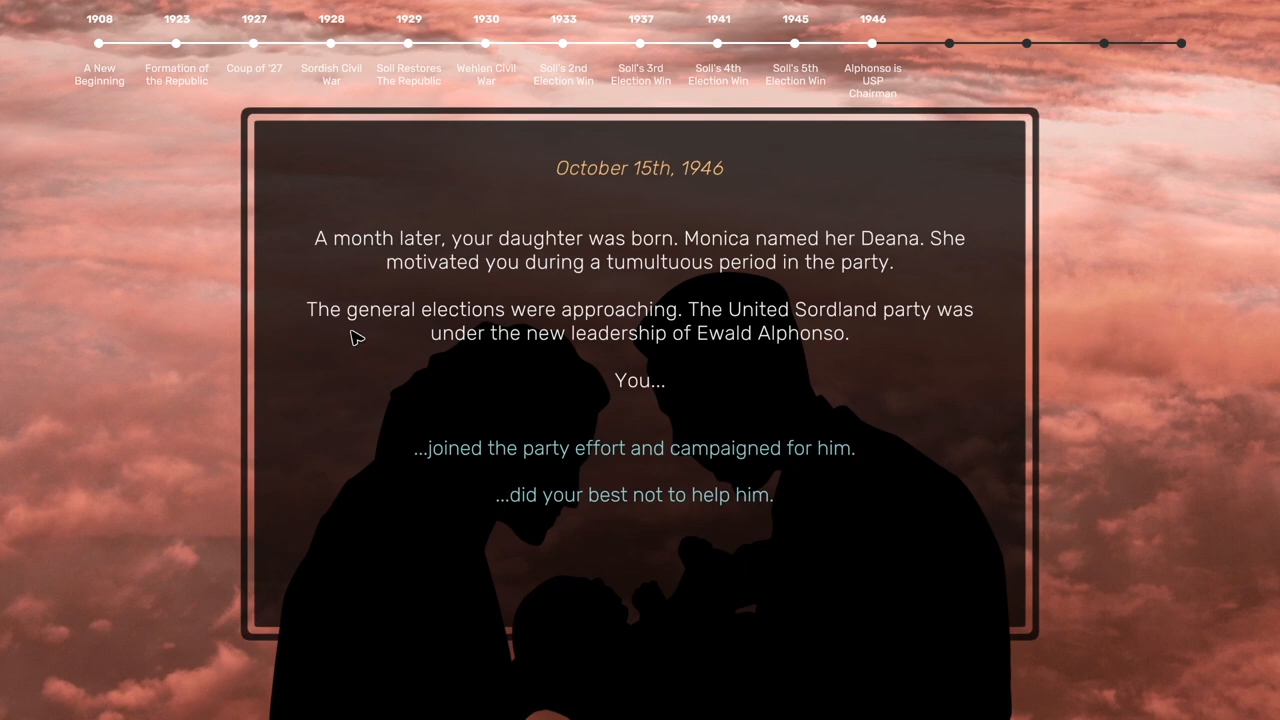 1908 1923 1927 1928 1929 1930 1933 1937 1941 1945 1946
A New Formation of Coup of '27 Sordish Civil Soll Restores Wehlen Civil Soll's 2nd Soll's 3rd Soll's 4th Soll's 5th Alphonso is
Beginning the Republic War The Republic War Election Win Election Win Election Win Election Win USP
Chairman
October 15th, 1946
A month later, your daughter was born. Monica named her Deana. She
motivated you during a tumultuous period in the party.
The general elections were approaching. The United Sordland party was
under the new leadership of Ewald Alphonso.
You...
...joined the party effort and campaigned for him.
...did your best not to help him.